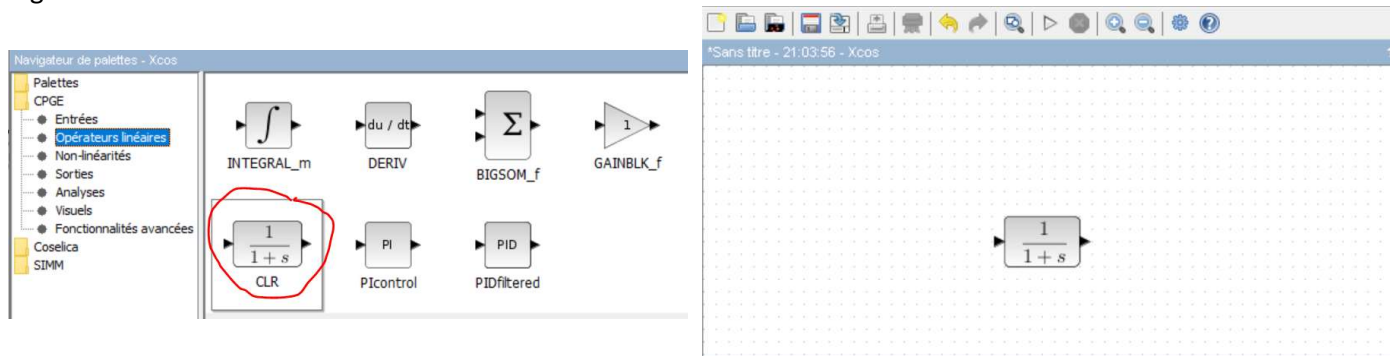 *Sans titre - 21:03:56 - Xcos
Navigateur de palettes - Xcos
Palettes
CPGE
Entrées
Opérateurs linéaires
Non-linéarités
Sorties
Analyses
Visuels
Fonctionnalités avancées
Coselica
SIMM
∫
INTEGRAL_m
du / dt
DERIV
Σ
BIGSOM_f
1
GAINBLK_f
1
1 + s
CLR
PI
PIcontrol
PID
PIDfiltered
1
1 + s